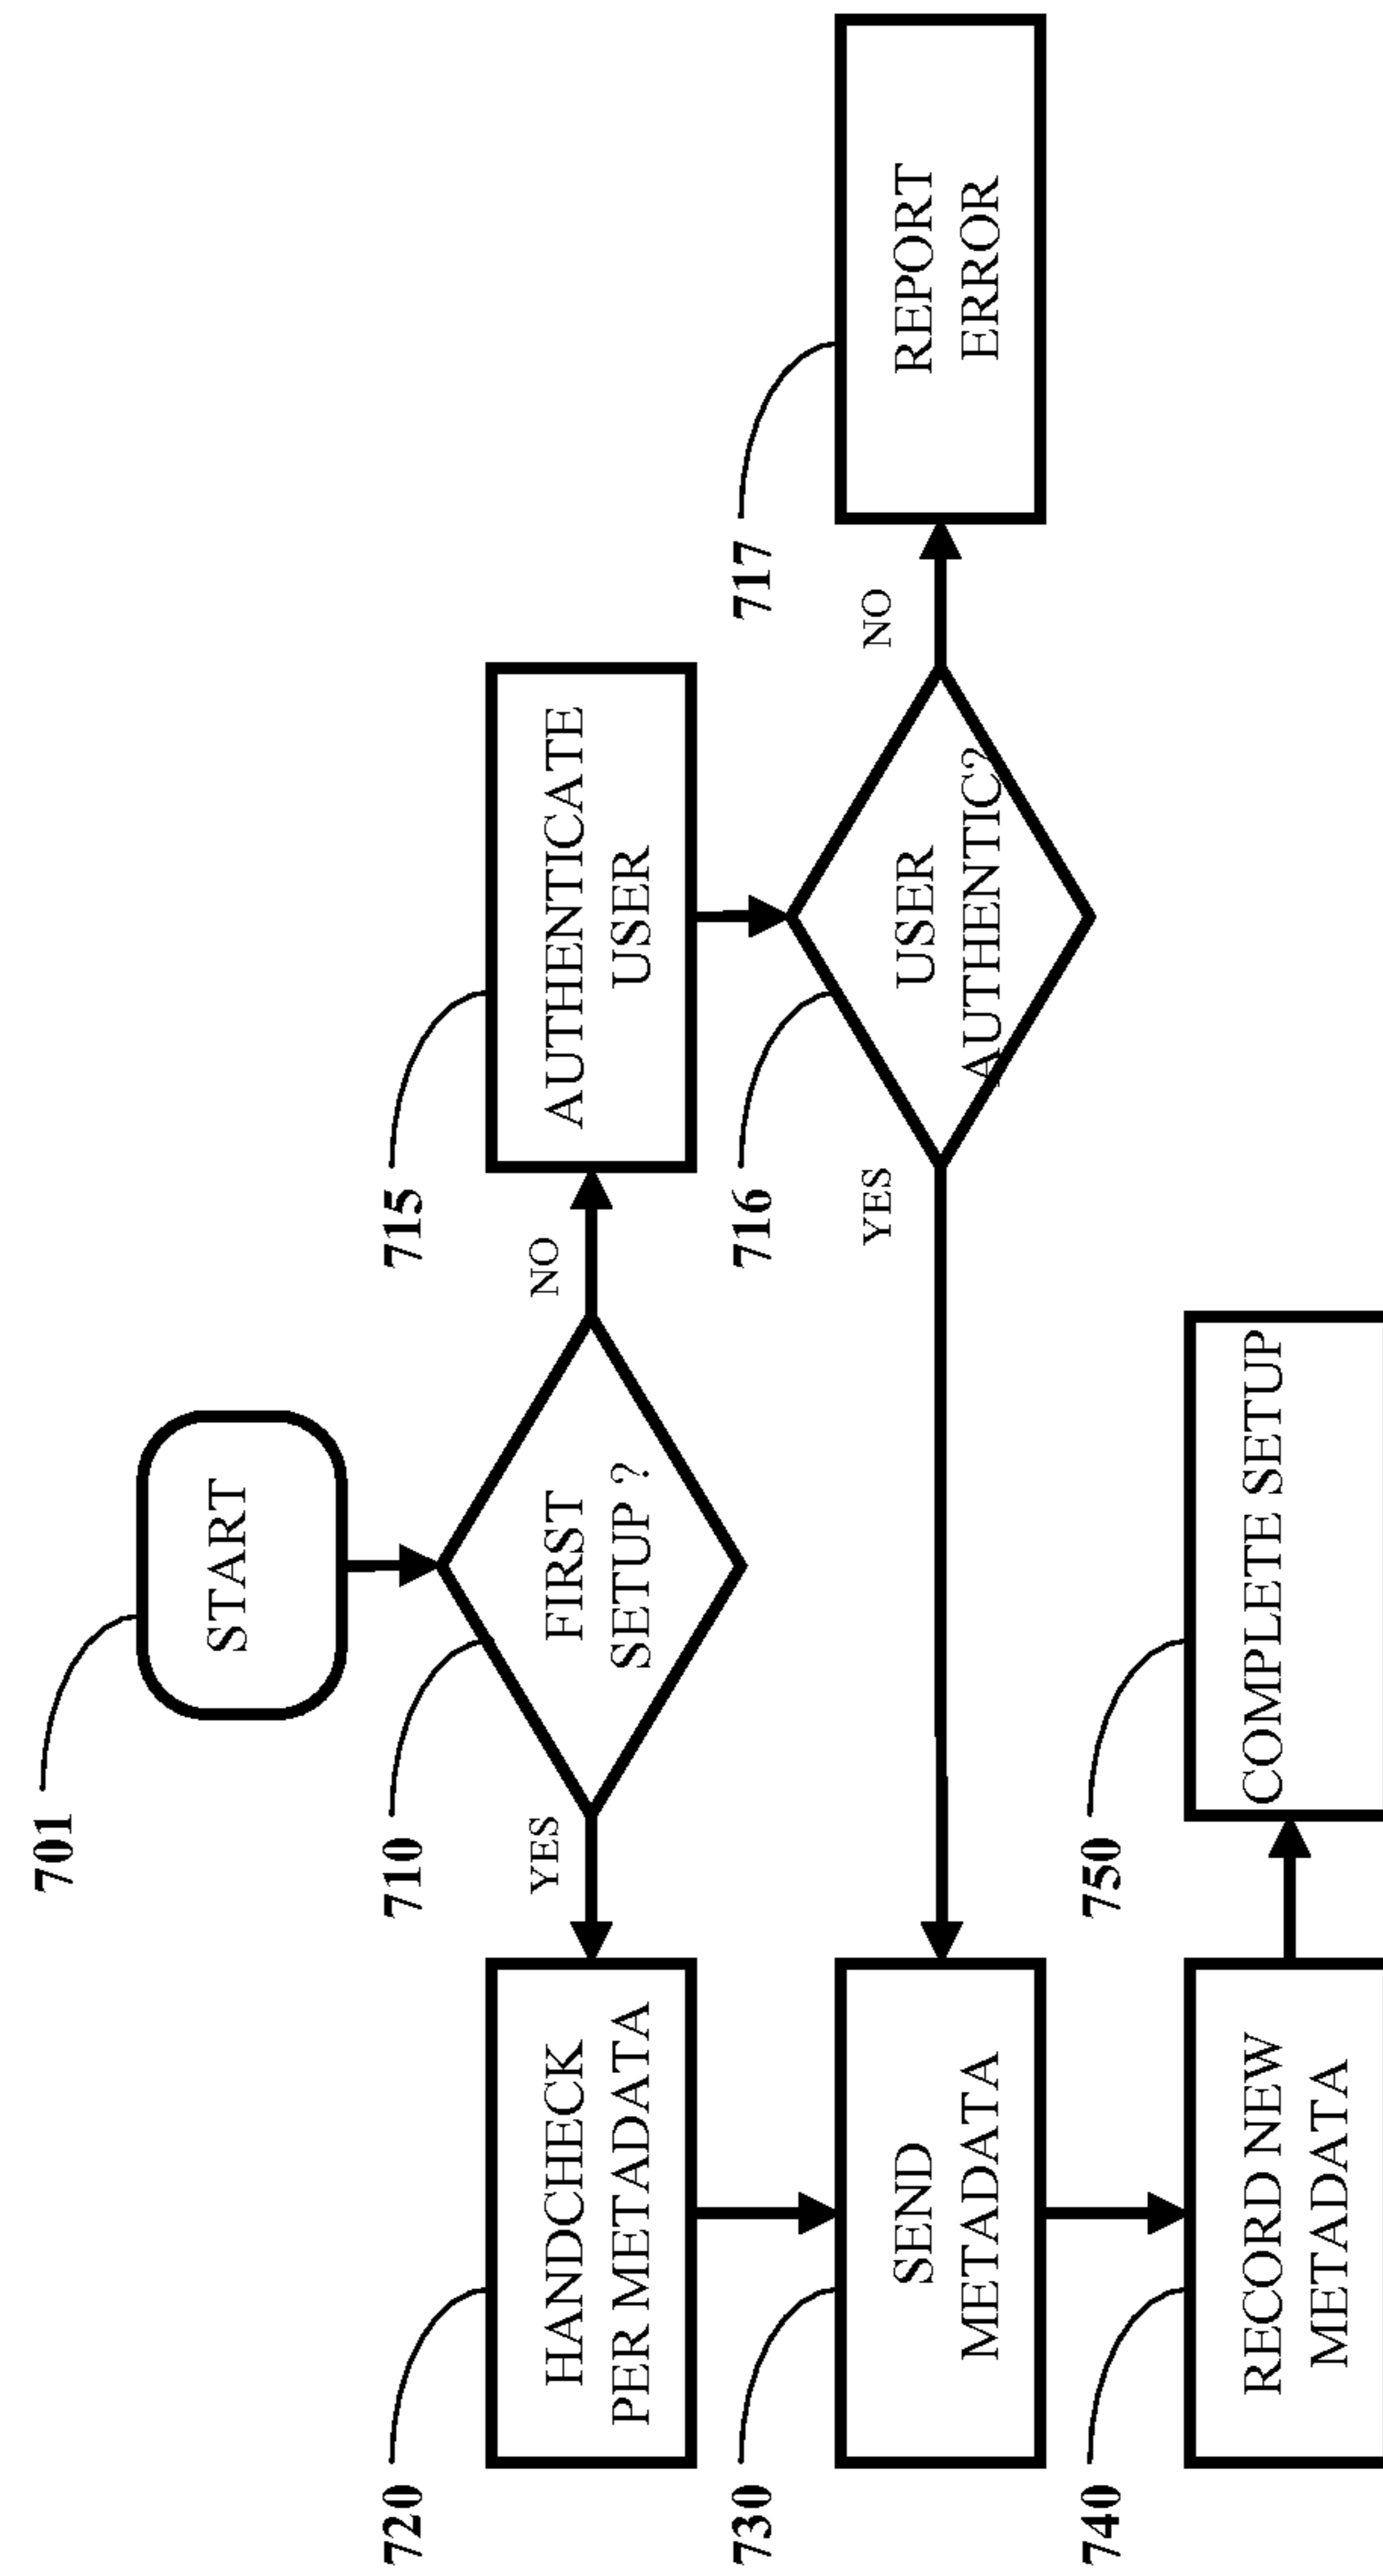 701
START
710
FIRST
SETUP ?
YES
NO
720
HANDCHECK
PER METADATA
715
AUTHENTICATE
USER
730
SEND
METADATA
YES
716
USER
AUTHENTIC?
NO
717
REPORT
ERROR
740
RECORD NEW
METADATA
750
COMPLETE SETUP